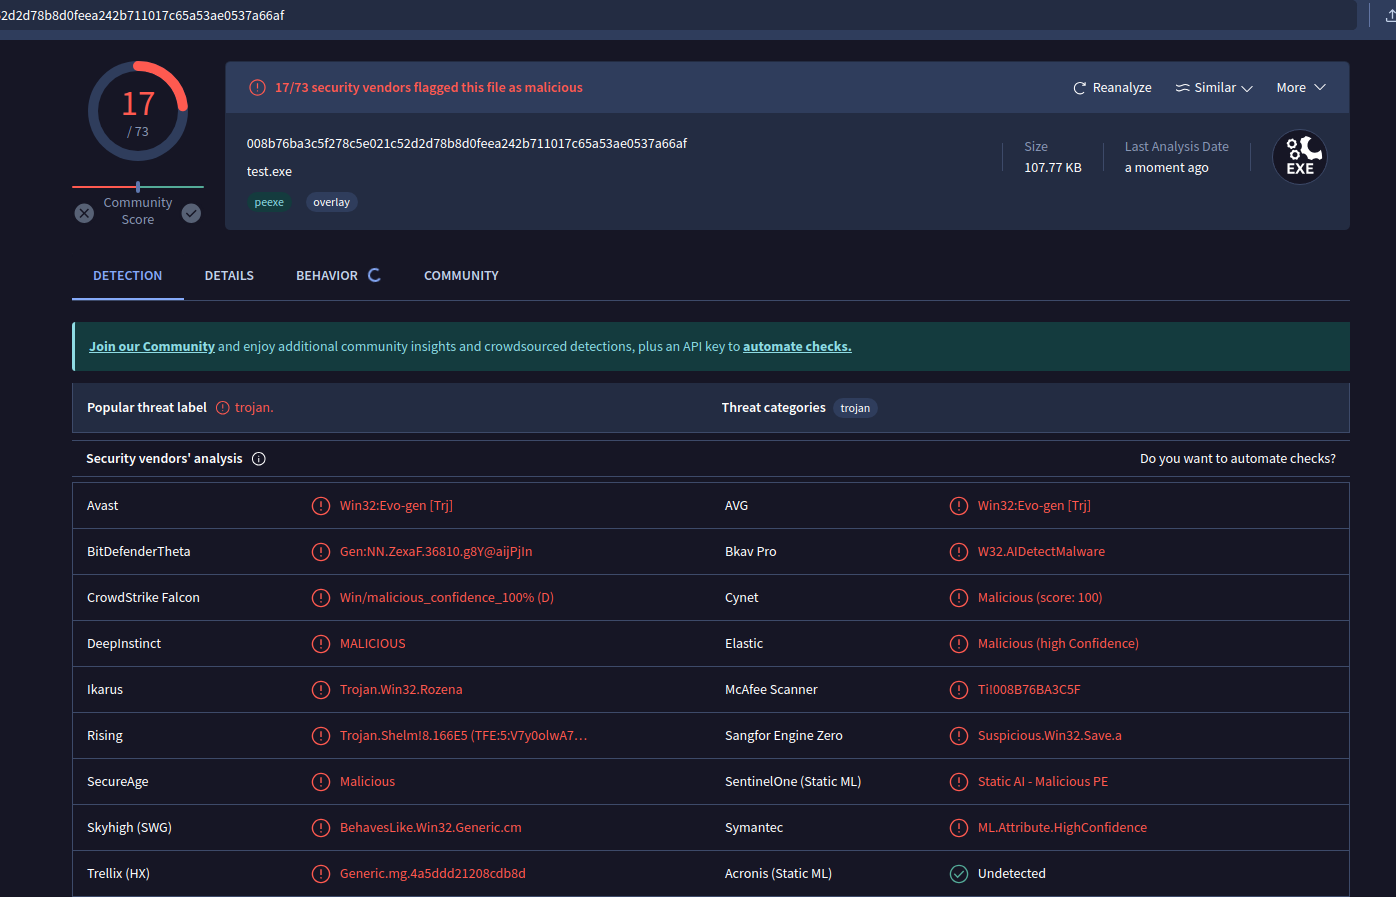 52d2d78b8d0feea242b711017c65a53ae0537a66af
17
/ 73
Community
Score
17/73 security vendors flagged this file as malicious
Reanalyze
Similar
More
008b76ba3c5f278c5e021c52d2d78b8d0feea242b711017c65a53ae0537a66af
test.exe
peexe
overlay
Size
107.77 KB
Last Analysis Date
a moment ago
EXE
DETECTION
DETAILS
BEHAVIOR
COMMUNITY
Join our Community and enjoy additional community insights and crowdsourced detections, plus an API key to automate checks.
Popular threat label trojan.
Threat categories trojan
Security vendors' analysis
Do you want to automate checks?
Avast Win32:Evo-gen [Trj] AVG Win32:Evo-gen [Trj]
BitDefenderTheta Gen:NN.ZexaF.36810.g8Y@aijPjIn Bkav Pro W32.AIDetectMalware
CrowdStrike Falcon Win/malicious_confidence_100% (D) Cynet Malicious (score: 100)
DeepInstinct MALICIOUS Elastic Malicious (high Confidence)
Ikarus Trojan.Win32.Rozena McAfee Scanner Ti!008B76BA3C5F
Rising Trojan.Shelm!8.166E5 (TFE:5:V7y0olwA7… Sangfor Engine Zero Suspicious.Win32.Save.a
SecureAge Malicious SentinelOne (Static ML) Static AI - Malicious PE
Skyhigh (SWG) BehavesLike.Win32.Generic.cm Symantec ML.Attribute.HighConfidence
Trellix (HX) Generic.mg.4a5ddd21208cdb8d Acronis (Static ML) Undetected